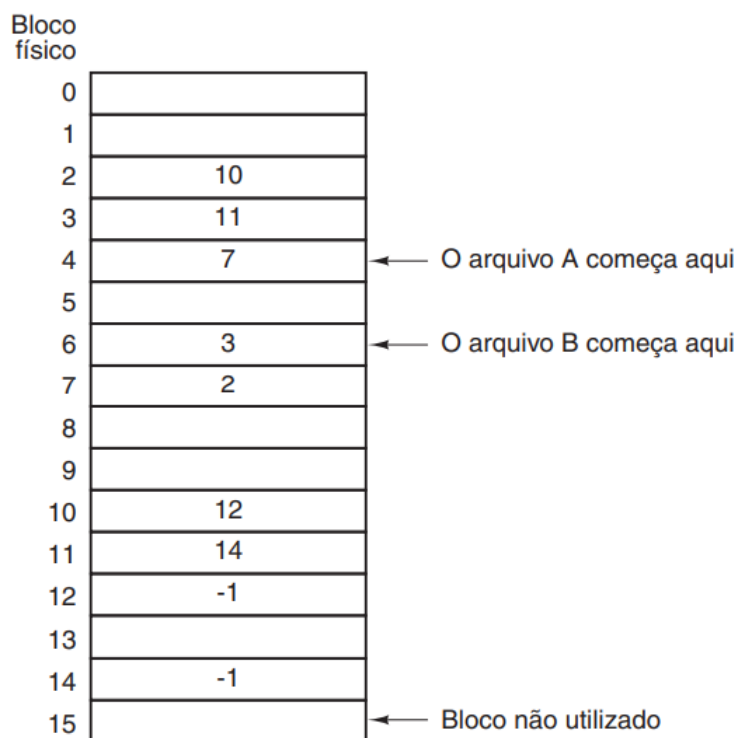 Bloco
físico
0
1
2 10
3 11
4 7 O arquivo A começa aqui
5
6 3 O arquivo B começa aqui
7 2
8
9
10 12
11 14
12 -1
13
14 -1
15 Bloco não utilizado